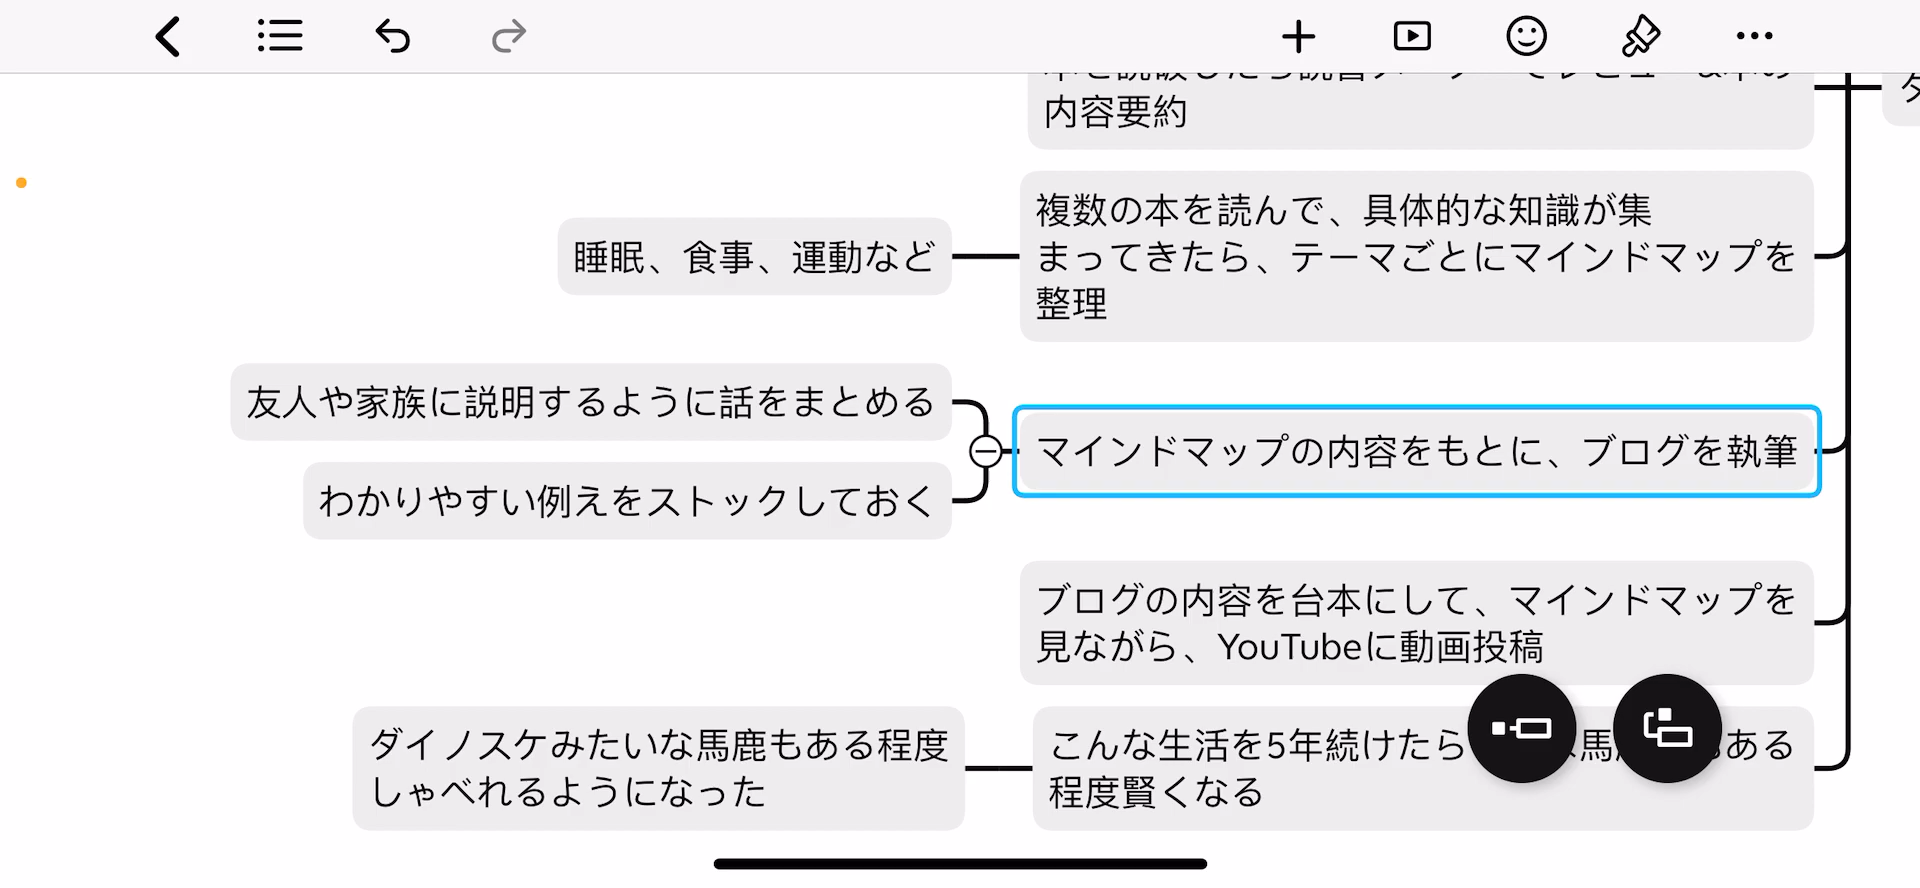 内容要約
複数の本を読んで、具体的な知識が集
まってきたら、テーマごとにマインドマップを
整理
睡眠、食事、運動など
マインドマップの内容をもとに、ブログを執筆
友人や家族に説明するように話をまとめる
わかりやすい例えをストックしておく
ブログの内容を台本にして、マインドマップを
見ながら、YouTubeに動画投稿
こんな生活を5年続けたら 馬 ある
程度賢くなる
ダイノスケみたいな馬鹿もある程度
しゃべれるようになった